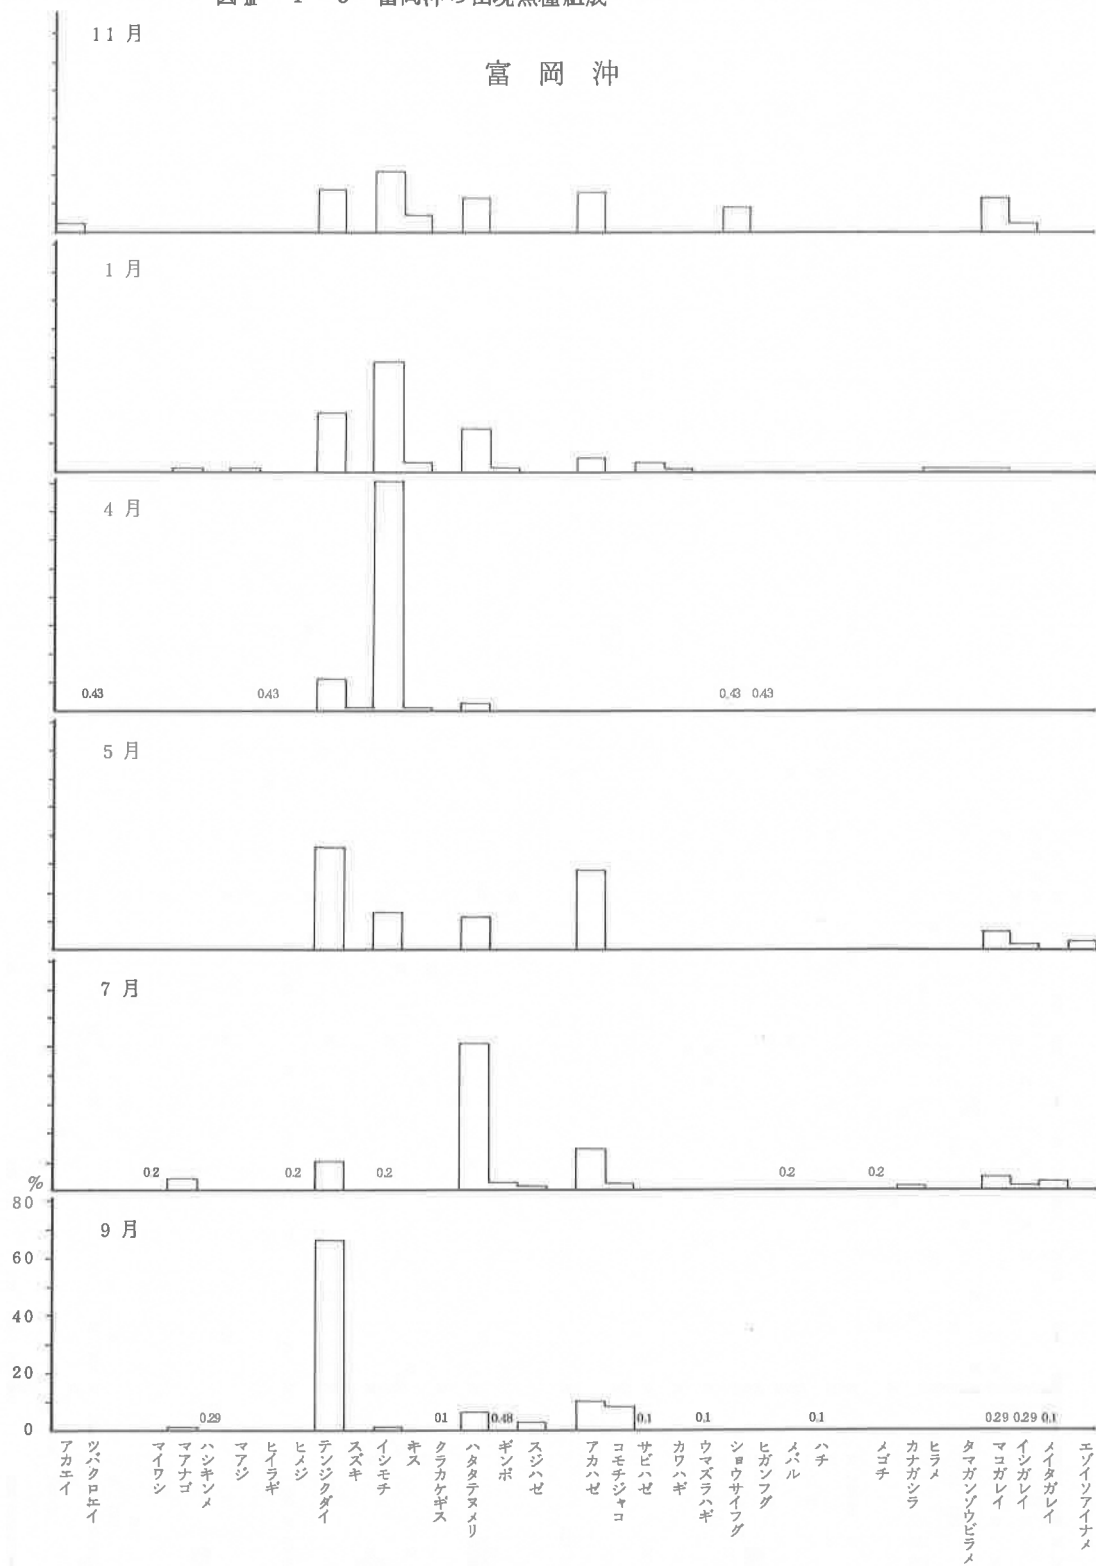 11 月
富 岡 沖
1 月
4 月
0.43 0.43 0.43 0.43
5 月
7 月
0.2 0.2 0.2 0.2 0.2
%
80
9 月
60
40
20
0.29 0.1 0.48 0.1 0.1 0.1 0.29 0.29 0.1
0
アカエイ
ツバクロエイ
マイワシ
マアナゴ
ハシキンメ
マアジ
ヒイラギ
ヒメジ
テンジクダイ
スズキ
イシモチ
キス
クラカケギス
ハタタテヌメリ
ギンポ
スジハゼ
アカハゼ
コモチジャコ
サビハゼ
カワハギ
ウマズラハギ
ショウサイフグ
ヒガンフグ
メバル
ハチ
メゴチ
カナガシラ
ヒラメ
タマガンゾウビラメ
マコガレイ
イシガレイ
メイタガレイ
エゾイソアイナメ